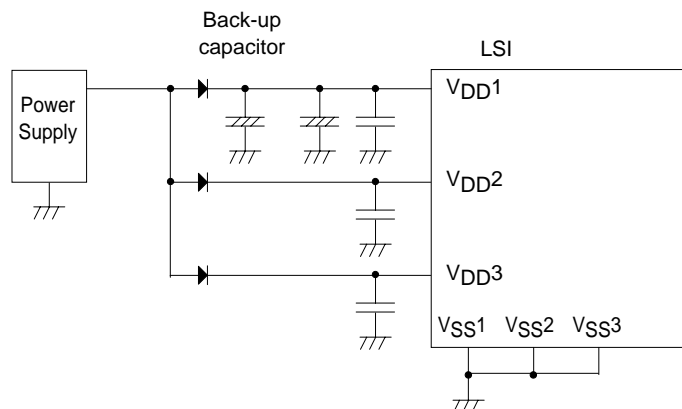 Back-up
capacitor
LSI
Power
Supply
VDD1
VDD2
VDD3
VSS1 VSS2 VSS3